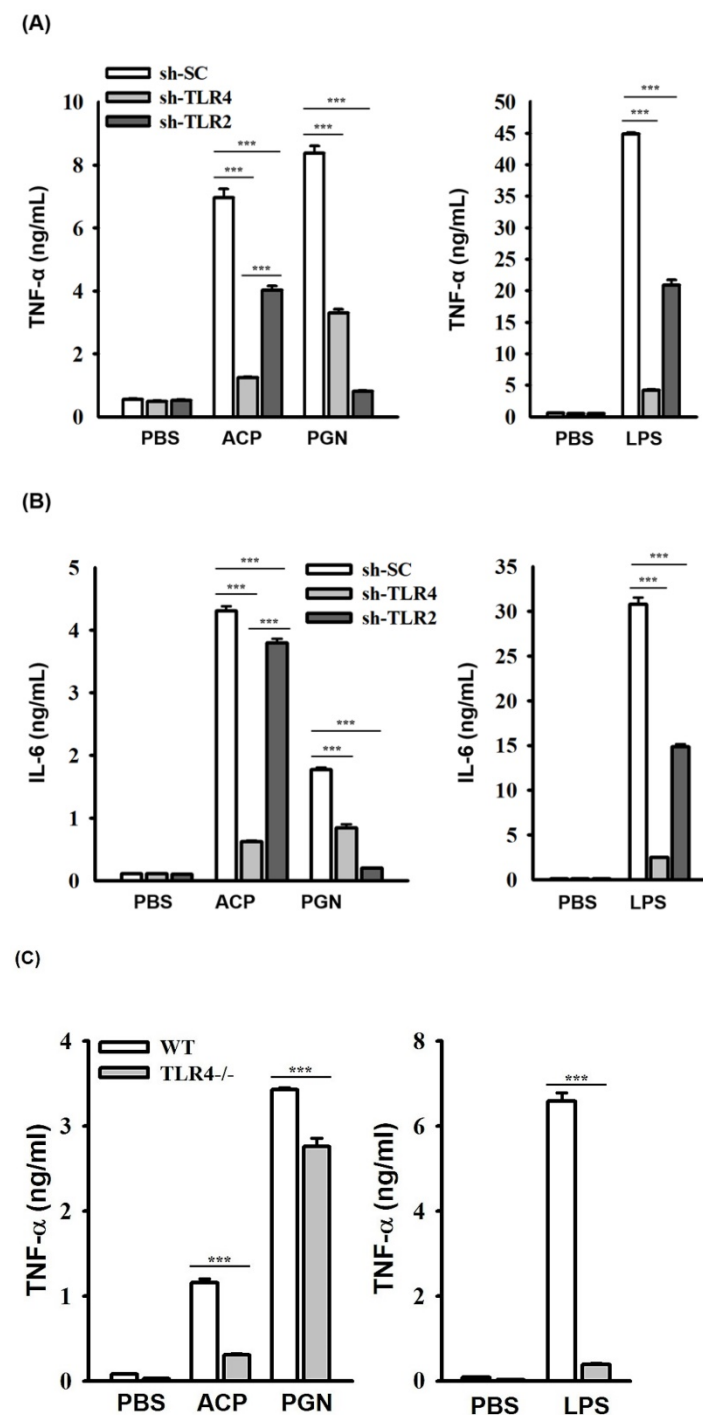 (A)
sh-SC
sh-TLR4
sh-TLR2
TNF-α (ng/mL)
10
8
6
4
2
0
***
***
***
***
***
PBS ACP PGN
TNF-α (ng/mL)
50
45
40
35
30
25
20
15
10
5
0
***
***
PBS LPS
(B)
IL-6 (ng/mL)
5
4
3
2
1
0
sh-SC
sh-TLR4
sh-TLR2
***
***
***
***
***
PBS ACP PGN
IL-6 (ng/mL)
35
30
25
20
15
10
5
0
***
***
PBS LPS
(C)
WT
TLR4-/-
TNF-α (ng/ml)
4
3
2
1
0
***
***
PBS ACP PGN
TNF-α (ng/ml)
8
6
4
2
0
***
PBS LPS